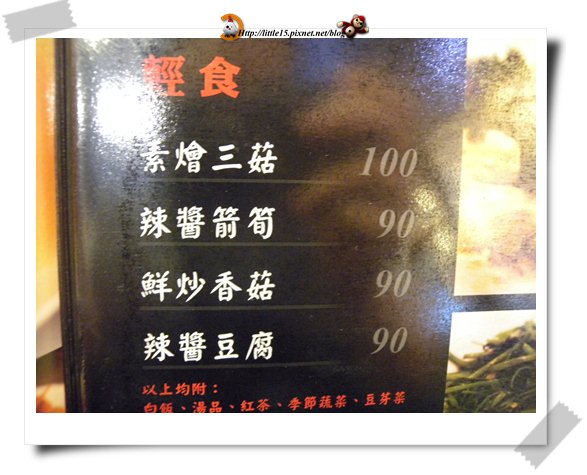 Http://little15.pixnet.net/blog
輕食
素燴三菇 100
辣醬箭筍 90
鮮炒香菇 90
辣醬豆腐 90
以上均附：
白飯、湯品、紅茶、季節蔬菜、豆芽菜